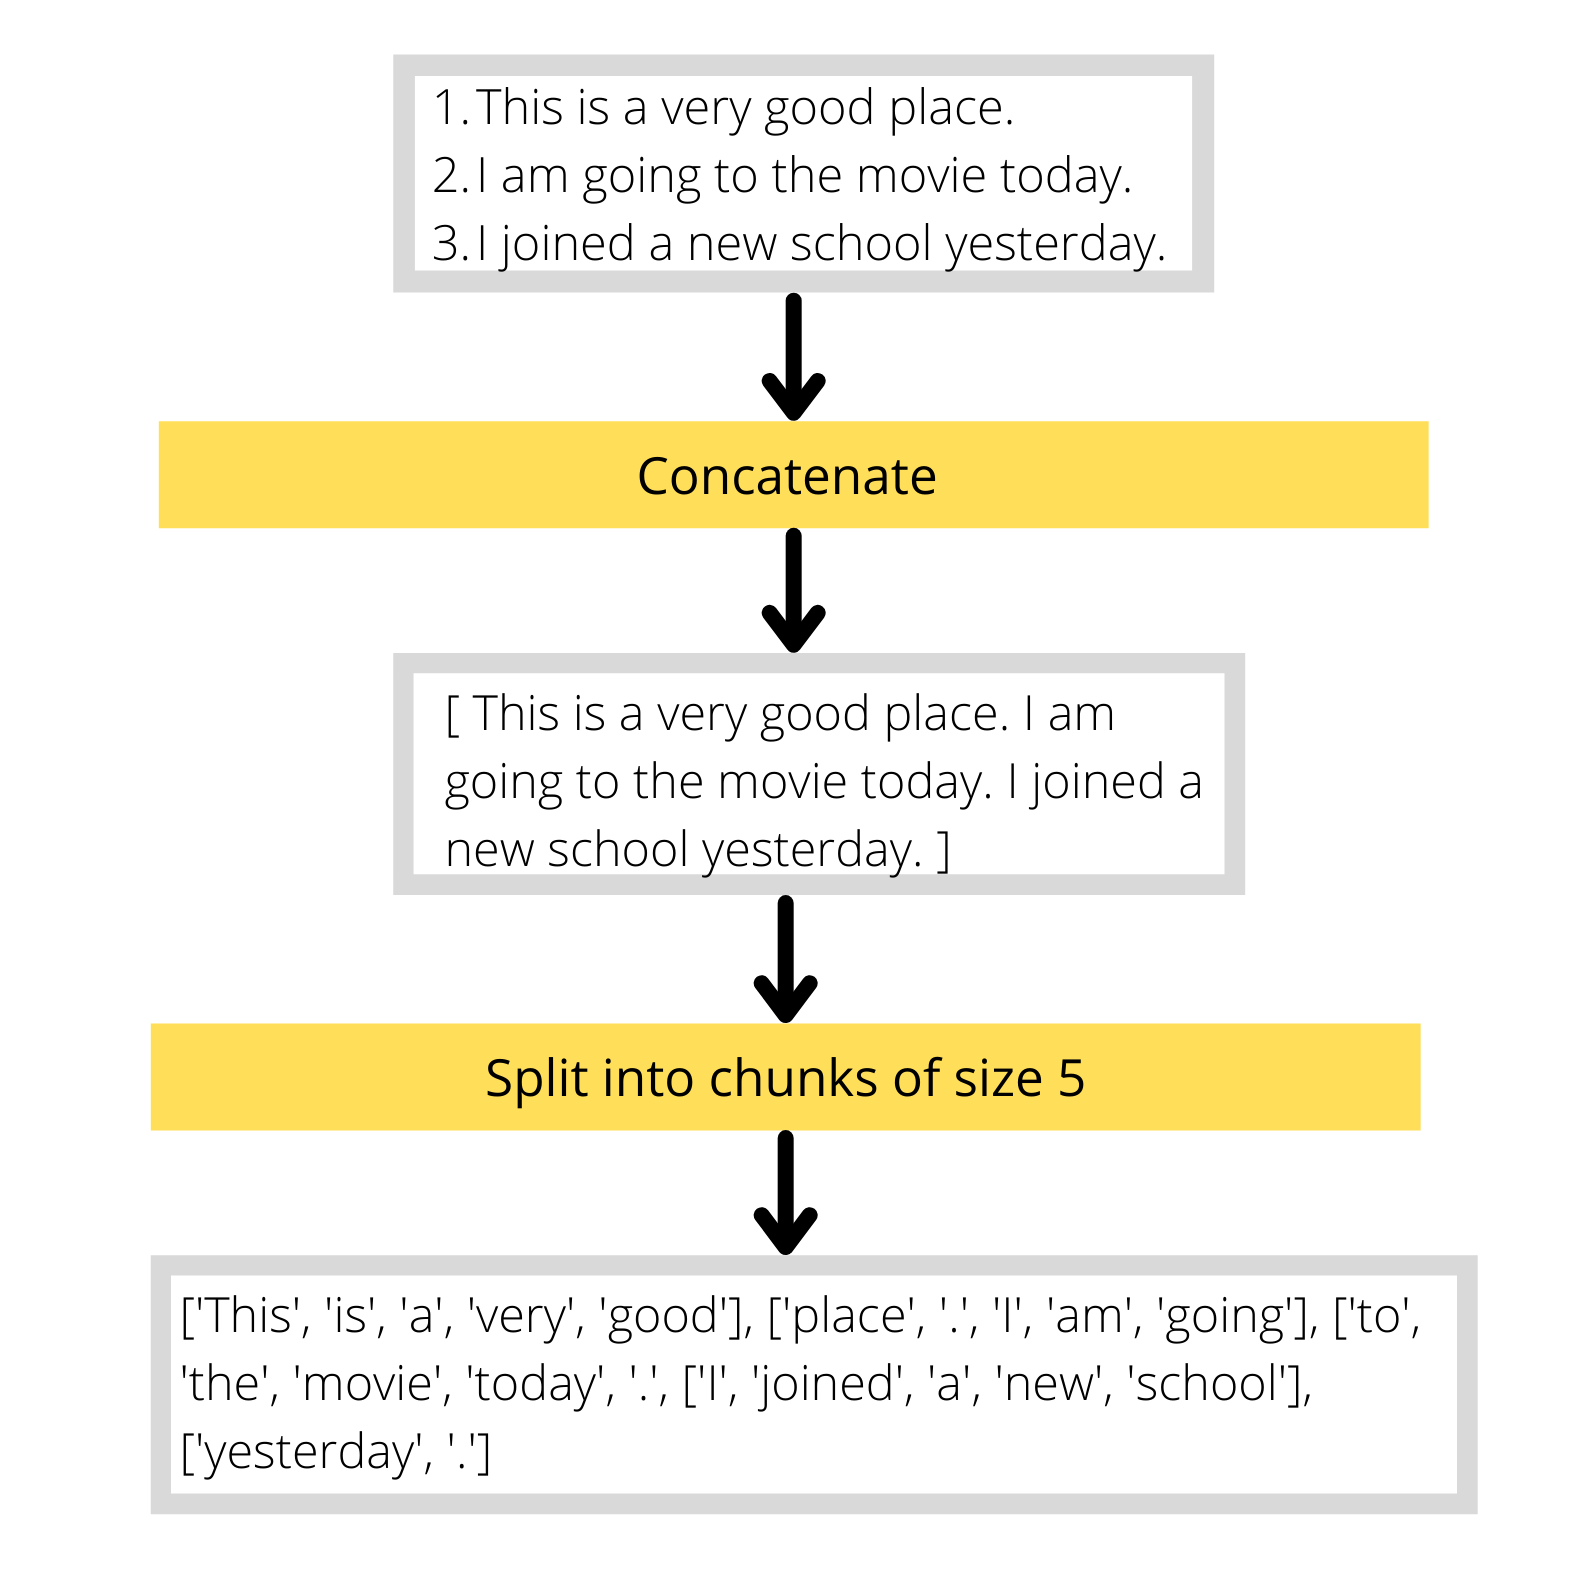 1. This is a very good place.
2. I am going to the movie today.
3. I joined a new school yesterday.
Concatenate
[ This is a very good place. I am
going to the movie today. I joined a
new school yesterday. ]
Split into chunks of size 5
['This', 'is', 'a', 'very', 'good'], ['place', '.', 'I', 'am', 'going'], ['to',
'the', 'movie', 'today', '.', ['I', 'joined', 'a', 'new', 'school'],
['yesterday', '.']